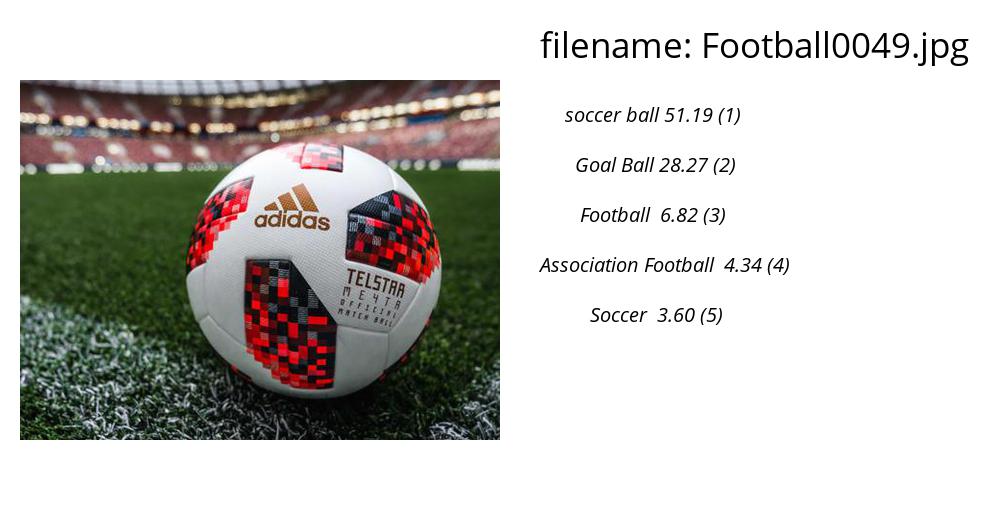 filename: Football0049.jpg
soccer ball 51.19 (1)
Goal Ball 28.27 (2)
Football 6.82 (3)
Association Football 4.34 (4)
Soccer 3.60 (5)
adidas
TELSTAR
МЕЧТА
OFFICIAL
MATCH BALL